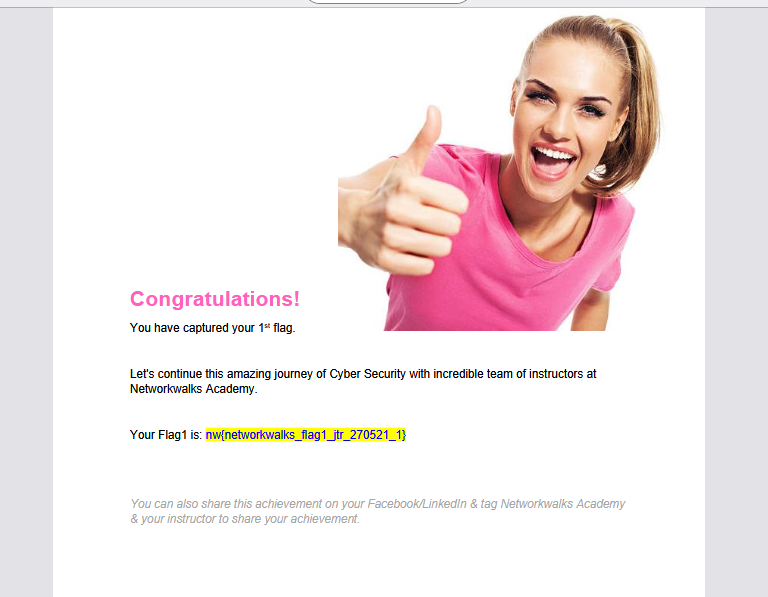 Congratulations!
You have captured your 1st flag.
Let's continue this amazing journey of Cyber Security with incredible team of instructors at
Networkwalks Academy.
Your Flag1 is: nw{networkwalks_flag1_jtr_270521_1}
You can also share this achievement on your Facebook/LinkedIn & tag Networkwalks Academy
& your instructor to share your achievement.